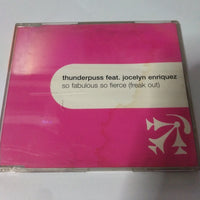 thunderpuss feat. jocelyn enriquez
so fabulous so fierce (freak out)